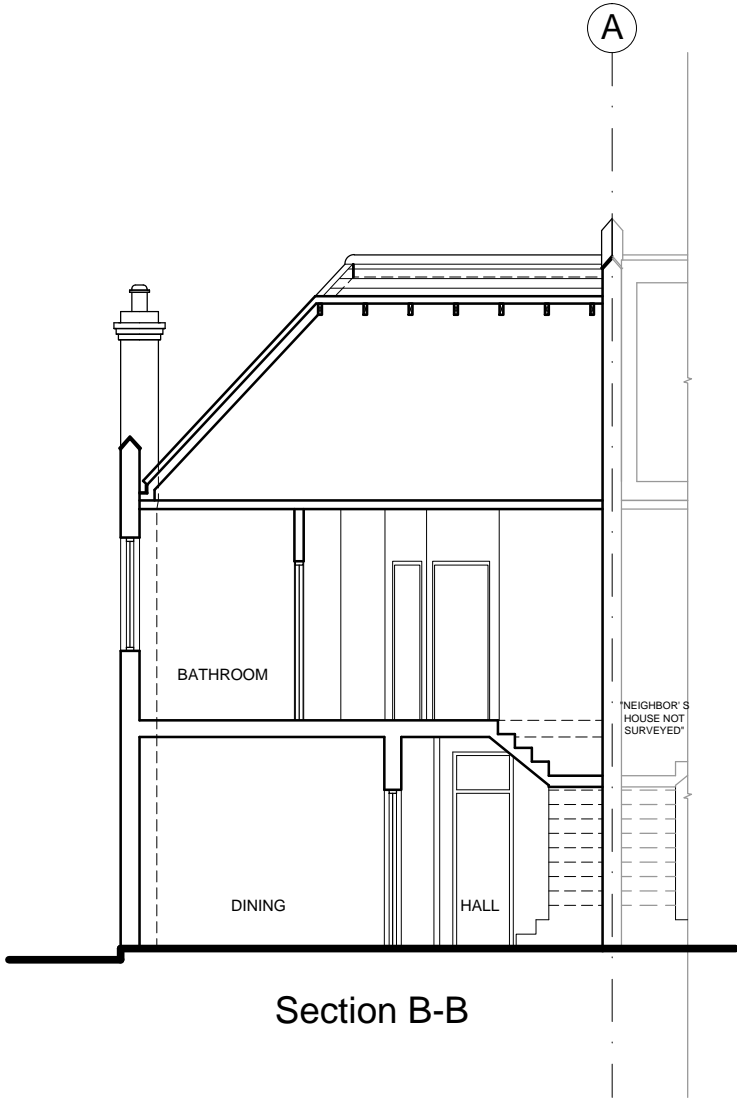 A
BATHROOM
"NEIGHBOR' S
HOUSE NOT
SURVEYED"
DINING
HALL
Section B-B